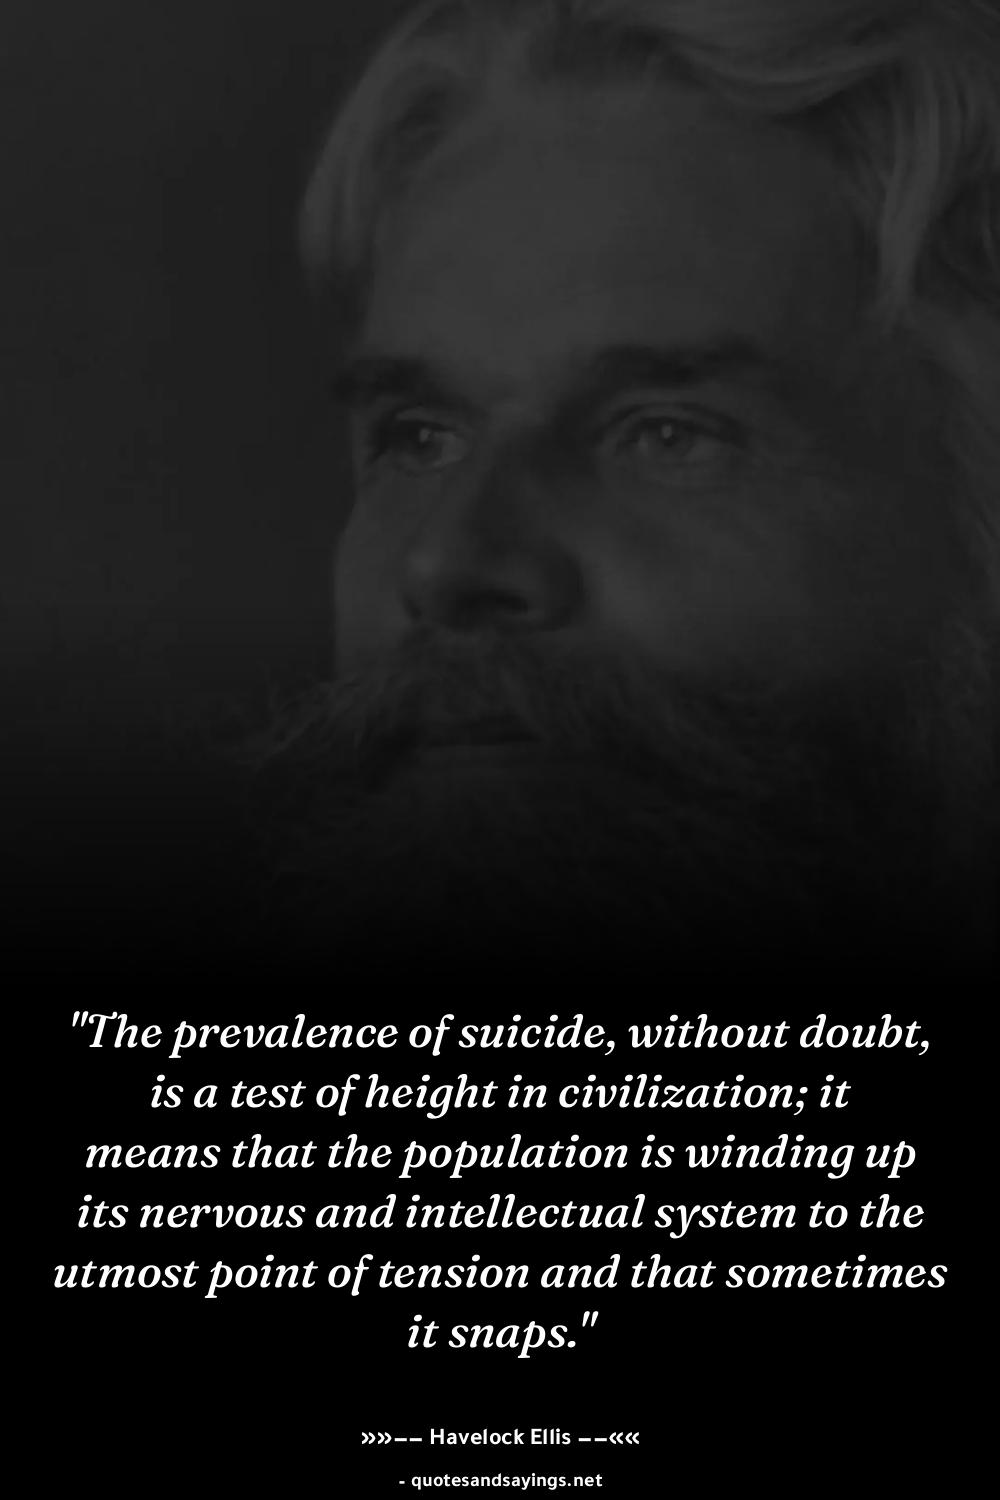 "The prevalence of suicide, without doubt,
is a test of height in civilization; it
means that the population is winding up
its nervous and intellectual system to the
utmost point of tension and that sometimes
it snaps."
»»—— Havelock Ellis ——««
- quotesandsayings.net